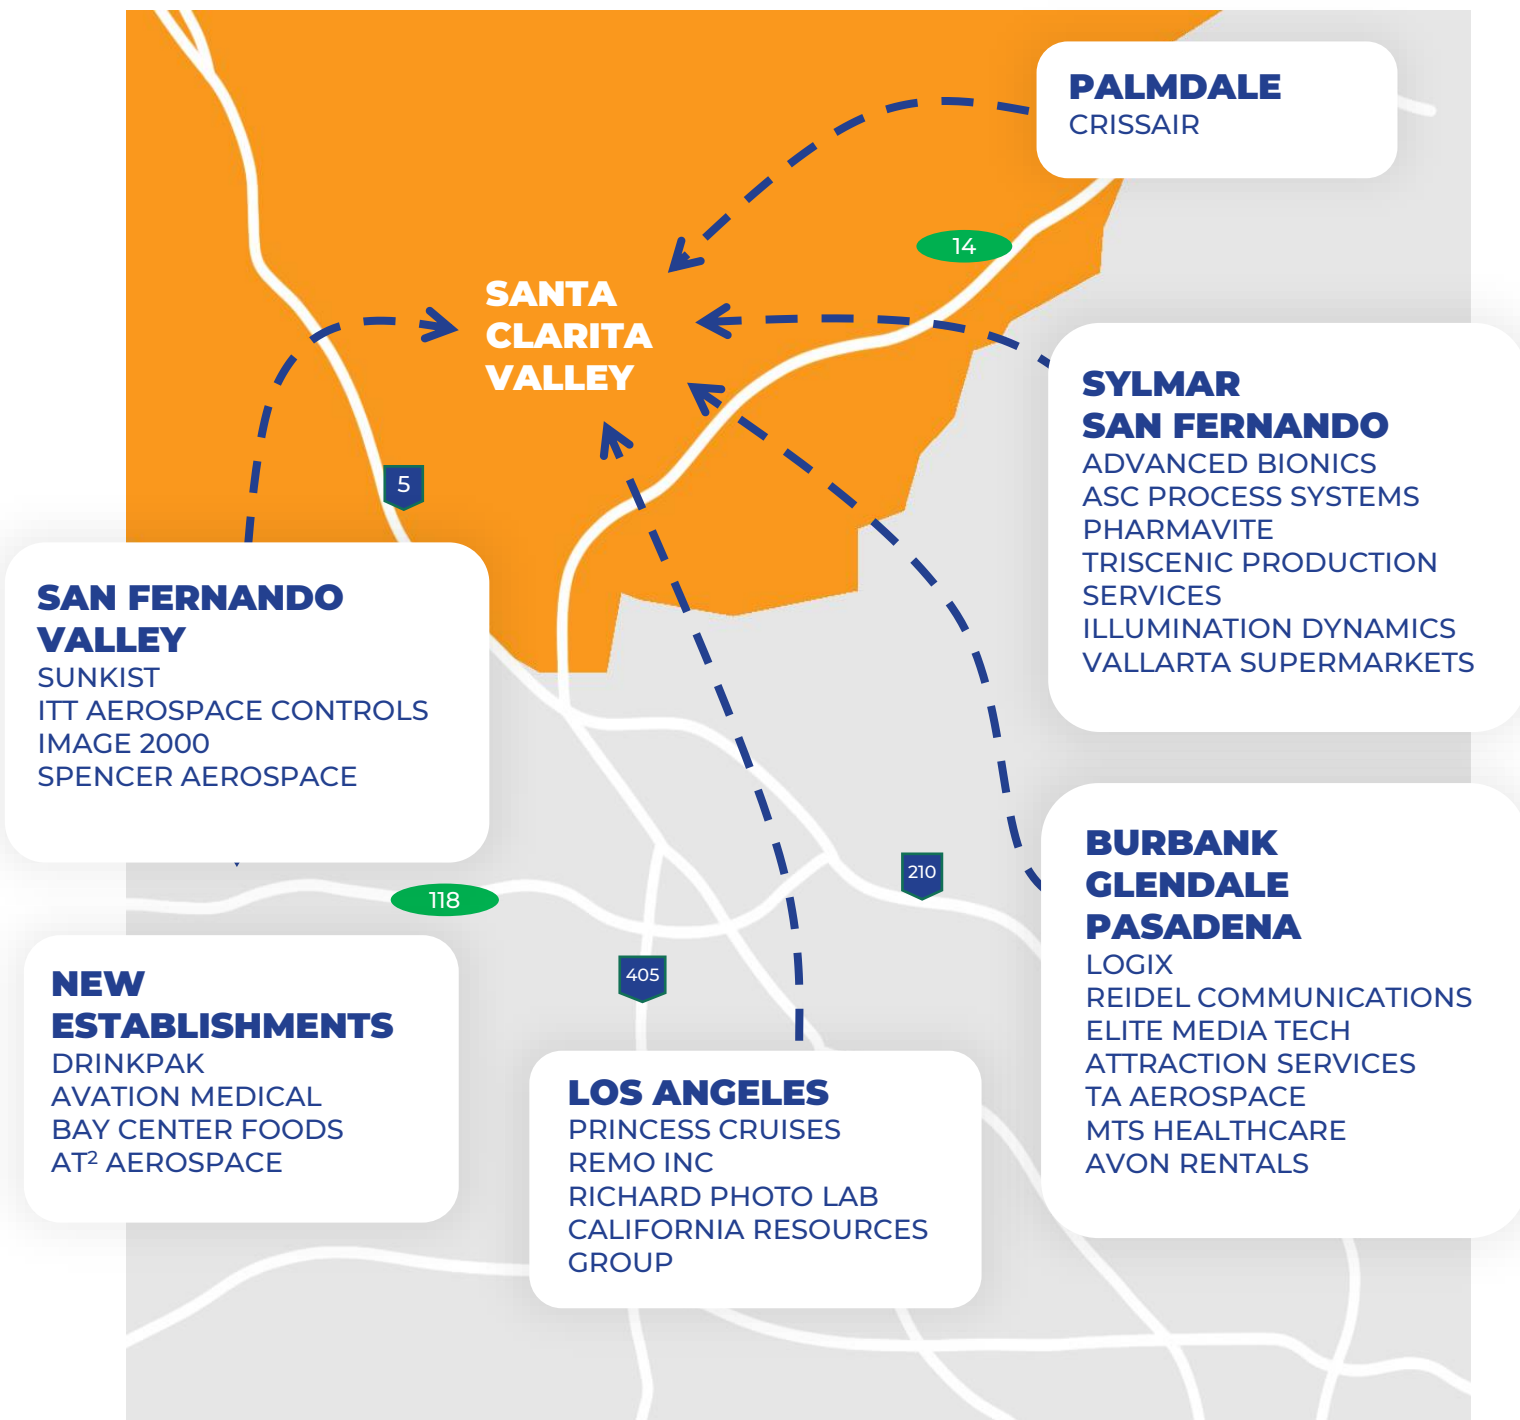 PALMDALE
CRISSAIR
14
SANTA
CLARITA
VALLEY
5
SYLMAR
SAN FERNANDO
ADVANCED BIONICS
ASC PROCESS SYSTEMS
PHARMAVITE
TRISCENIC PRODUCTION
SERVICES
ILLUMINATION DYNAMICS
VALLARTA SUPERMARKETS
SAN FERNANDO
VALLEY
SUNKIST
ITT AEROSPACE CONTROLS
IMAGE 2000
SPENCER AEROSPACE
118
210
405
BURBANK
GLENDALE
PASADENA
LOGIX
REIDEL COMMUNICATIONS
ELITE MEDIA TECH
ATTRACTION SERVICES
TA AEROSPACE
MTS HEALTHCARE
AVON RENTALS
NEW
ESTABLISHMENTS
DRINKPAK
AVATION MEDICAL
BAY CENTER FOODS
AT² AEROSPACE
LOS ANGELES
PRINCESS CRUISES
REMO INC
RICHARD PHOTO LAB
CALIFORNIA RESOURCES
GROUP